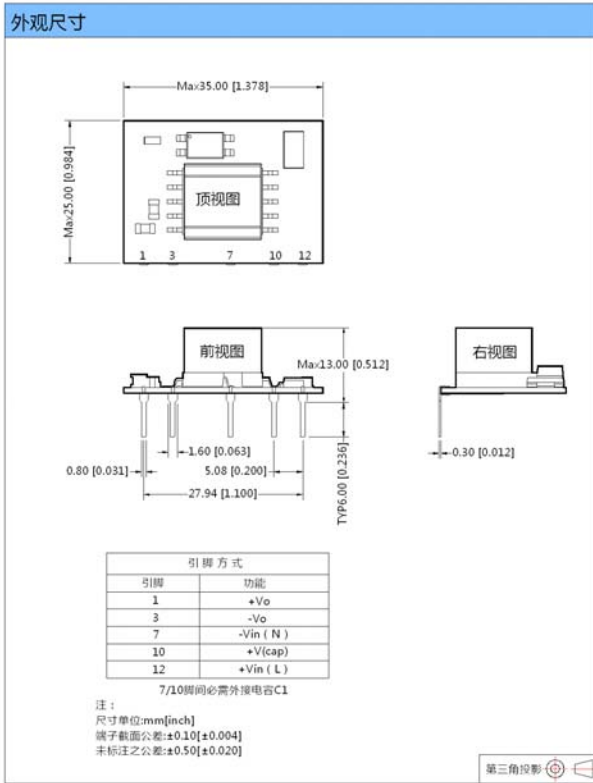 外观尺寸
Max35.00 [1.378]
Max25.00 [0.984]
顶视图
1 3 7 10 12
前视图
Max13.00 [0.512]
右视图
1.60 [0.063]
0.80 [0.031]
5.08 [0.200]
27.94 [1.100]
TYP6.00 [0.236]
0.30 [0.012]
引脚方式
引脚 功能
1 +Vo
3 -Vo
7 -Vin ( N )
10 +V(cap)
12 +Vin ( L )
7/10脚间必需外接电容C1
注：
尺寸单位:mm[inch]
端子截面公差:±0.10[±0.004]
未标注之公差:±0.50[±0.020]
第三角投影